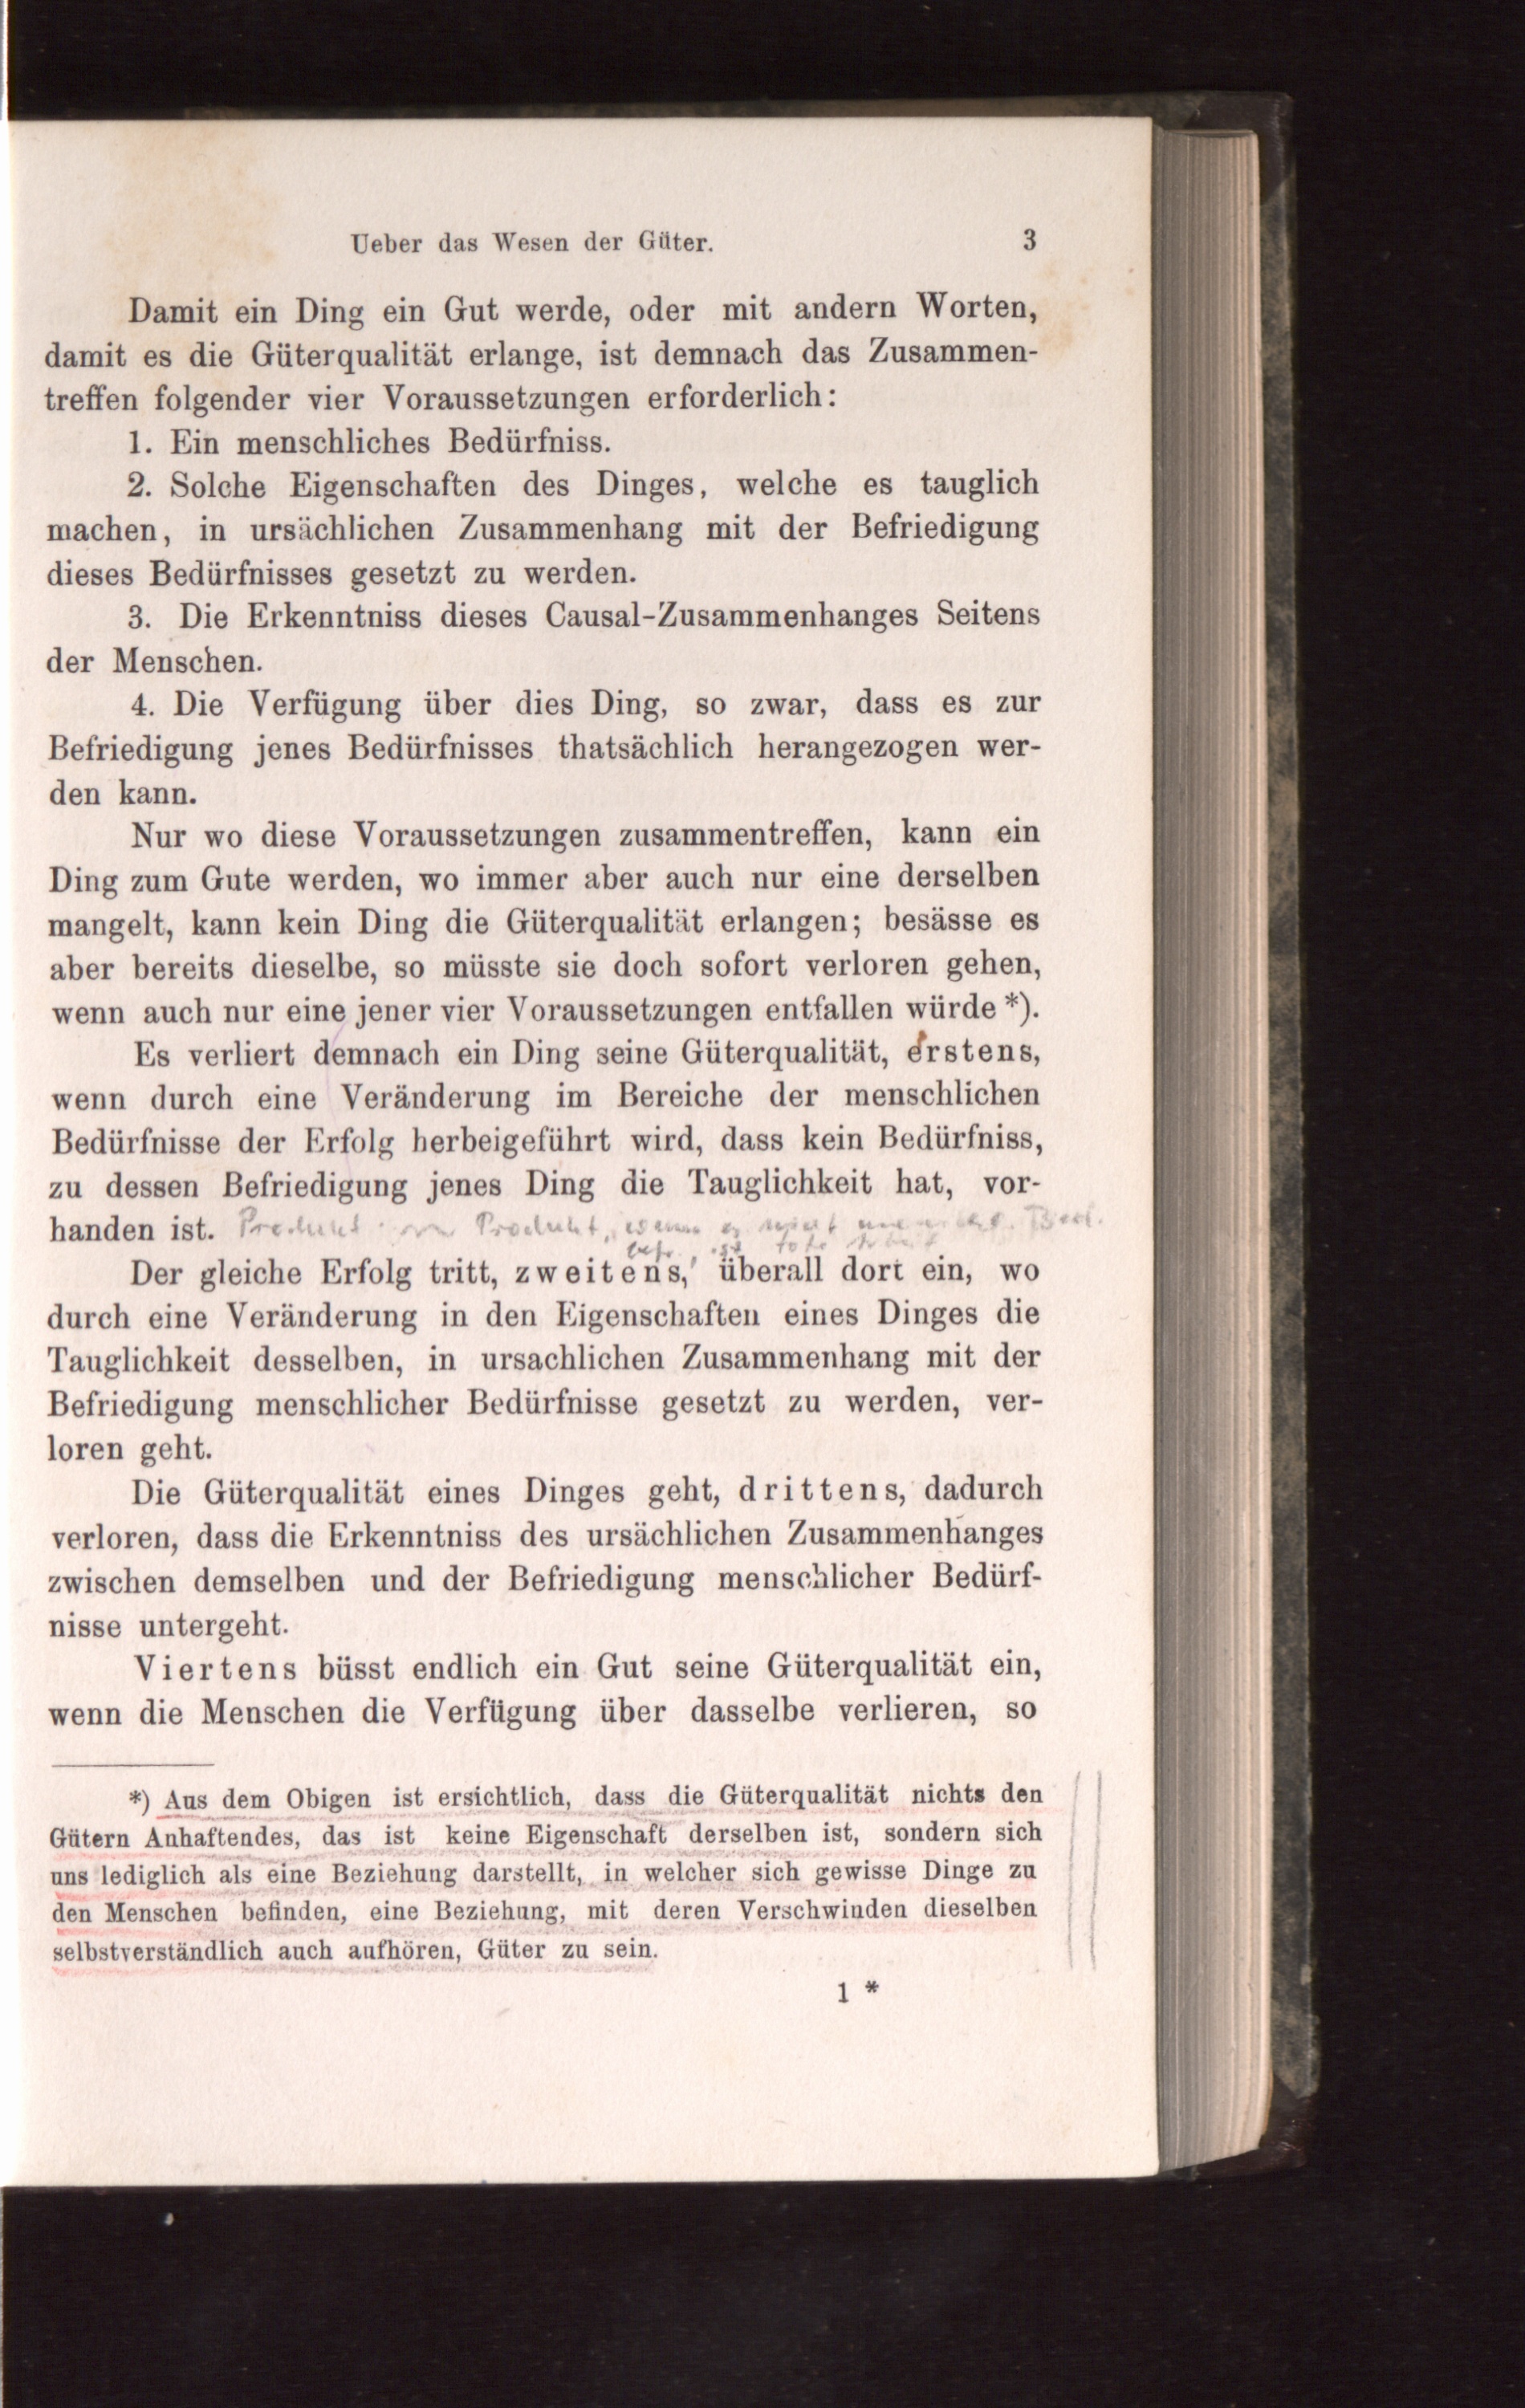 Ueber das Wesen der Güter. 3
Damit ein Ding ein Gut werde, oder mit andern Worten,
damit es die Güterqualität erlange, ist demnach das Zusammen-
treffen folgender vier Voraussetzungen erforderlich:
1. Ein menschliches Bedürfniss.
2. Solche Eigenschaften des Dinges, welche es tauglich
machen, in ursächlichen Zusammenhang mit der Befriedigung
dieses Bedürfnisses gesetzt zu werden.
3. Die Erkenntniss dieses Causal-Zusammenhanges Seitens
der Menschen.
4. Die Verfügung über dies Ding, so zwar, dass es zur
Befriedigung jenes Bedürfnisses thatsächlich herangezogen wer-
den kann.
Nur wo diese Voraussetzungen zusammentreffen, kann ein
Ding zum Gute werden, wo immer aber auch nur eine derselben
mangelt, kann kein Ding die Güterqualität erlangen; besässe es
aber bereits dieselbe, so müsste sie doch sofort verloren gehen,
wenn auch nur eine jener vier Voraussetzungen entfallen würde *).
Es verliert demnach ein Ding seine Güterqualität, erstens,
wenn durch eine Veränderung im Bereiche der menschlichen
Bedürfnisse der Erfolg herbeigeführt wird, dass kein Bedürfniss,
zu dessen Befriedigung jenes Ding die Tauglichkeit hat, vor-
handen ist. Produkt Produkt, wenn es nicht
Der gleiche Erfolg tritt, zweitens, überall dort ein, wo
durch eine Veränderung in den Eigenschaften eines Dinges die
Tauglichkeit desselben, in ursachlichen Zusammenhang mit der
Befriedigung menschlicher Bedürfnisse gesetzt zu werden, ver-
loren geht.
Die Güterqualität eines Dinges geht, drittens, dadurch
verloren, dass die Erkenntniss des ursächlichen Zusammenhanges
zwischen demselben und der Befriedigung menschlicher Bedürf-
nisse untergeht.
Viertens büsst endlich ein Gut seine Güterqualität ein,
wenn die Menschen die Verfügung über dasselbe verlieren, so
*) Aus dem Obigen ist ersichtlich, dass die Güterqualität nichts den
Gütern Anhaftendes, das ist keine Eigenschaft derselben ist, sondern sich
uns lediglich als eine Beziehung darstellt, in welcher sich gewisse Dinge zu
den Menschen befinden, eine Beziehung, mit deren Verschwinden dieselben
selbstverständlich auch aufhören, Güter zu sein.
1 *